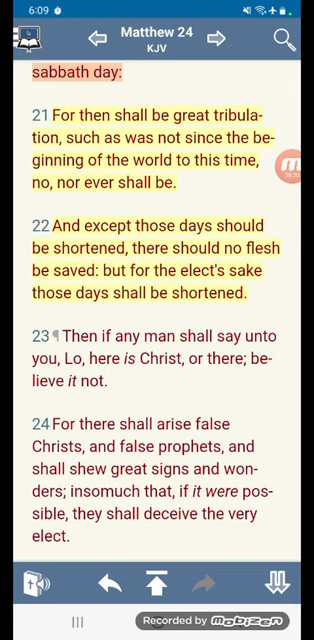 6:09
Matthew 24
KJV
sabbath day:
21 For then shall be great tribula-
tion, such as was not since the be-
ginning of the world to this time,
no, nor ever shall be.
22 And except those days should
be shortened, there should no flesh
be saved: but for the elect's sake
those days shall be shortened.
23 ¶ Then if any man shall say unto
you, Lo, here is Christ, or there; be-
lieve it not.
24 For there shall arise false
Christs, and false prophets, and
shall shew great signs and won-
ders; insomuch that, if it were pos-
sible, they shall deceive the very
elect.
Recorded by mobizen